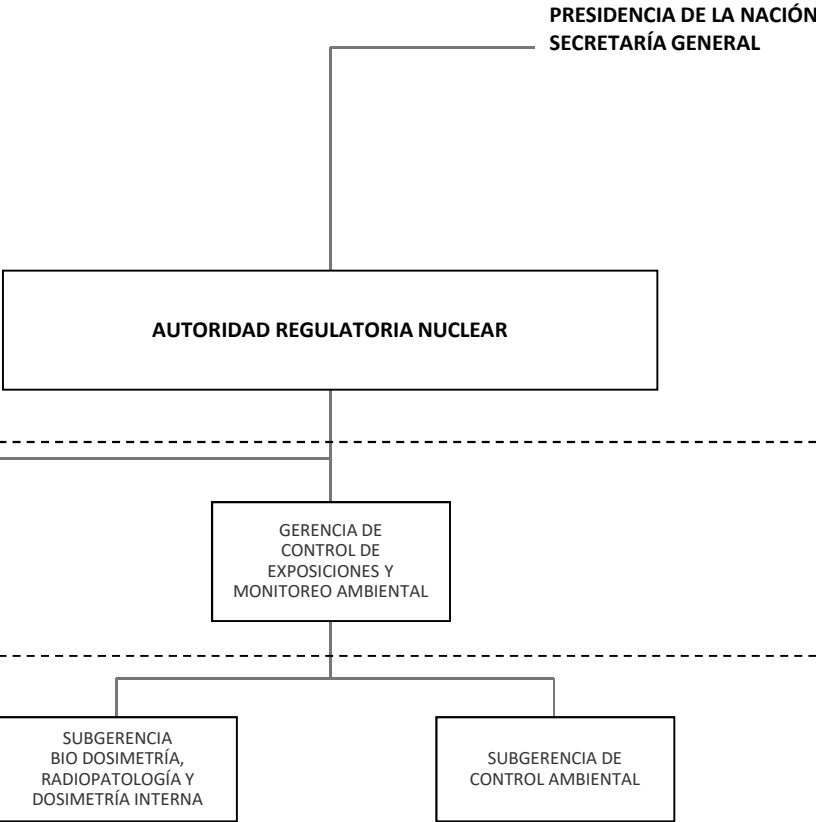 PRESIDENCIA DE LA NACIÓN
SECRETARÍA GENERAL
AUTORIDAD REGULATORIA NUCLEAR
GERENCIA DE
CONTROL DE
EXPOSICIONES Y
MONITOREO AMBIENTAL
SUBGERENCIA
BIO DOSIMETRÍA,
RADIOPATOLOGÍA Y
DOSIMETRÍA INTERNA
SUBGERENCIA DE
CONTROL AMBIENTAL